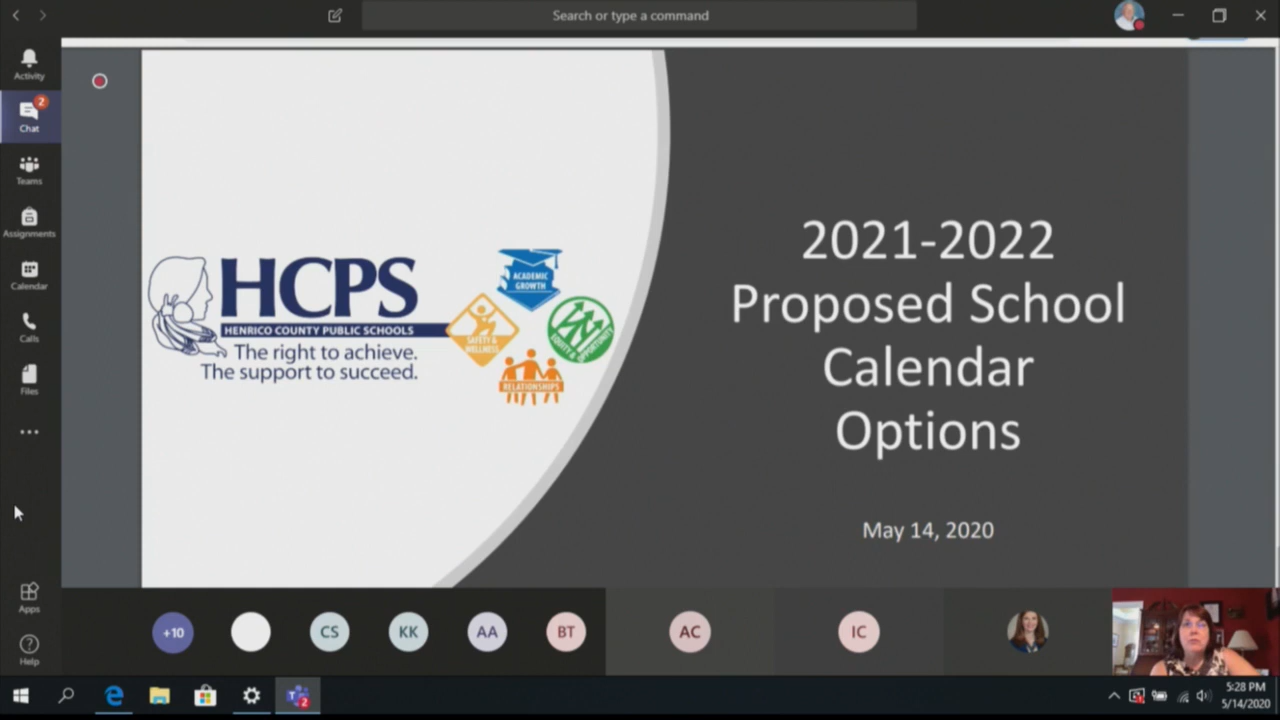 Search or type a command
Activity
2
Chat
Teams
Assignments
Calendar
Calls
Files
Apps
Help
HCPS
HENRICO COUNTY PUBLIC SCHOOLS
The right to achieve.
The support to succeed.
ACADEMIC
GROWTH
SAFETY &
WELLNESS
EQUITY &
OPPORTUNITY
RELATIONSHIPS
2021-2022
Proposed School
Calendar
Options
May 14, 2020
+10
CS
KK
AA
BT
AC
IC
2
5:28 PM
5/14/2020